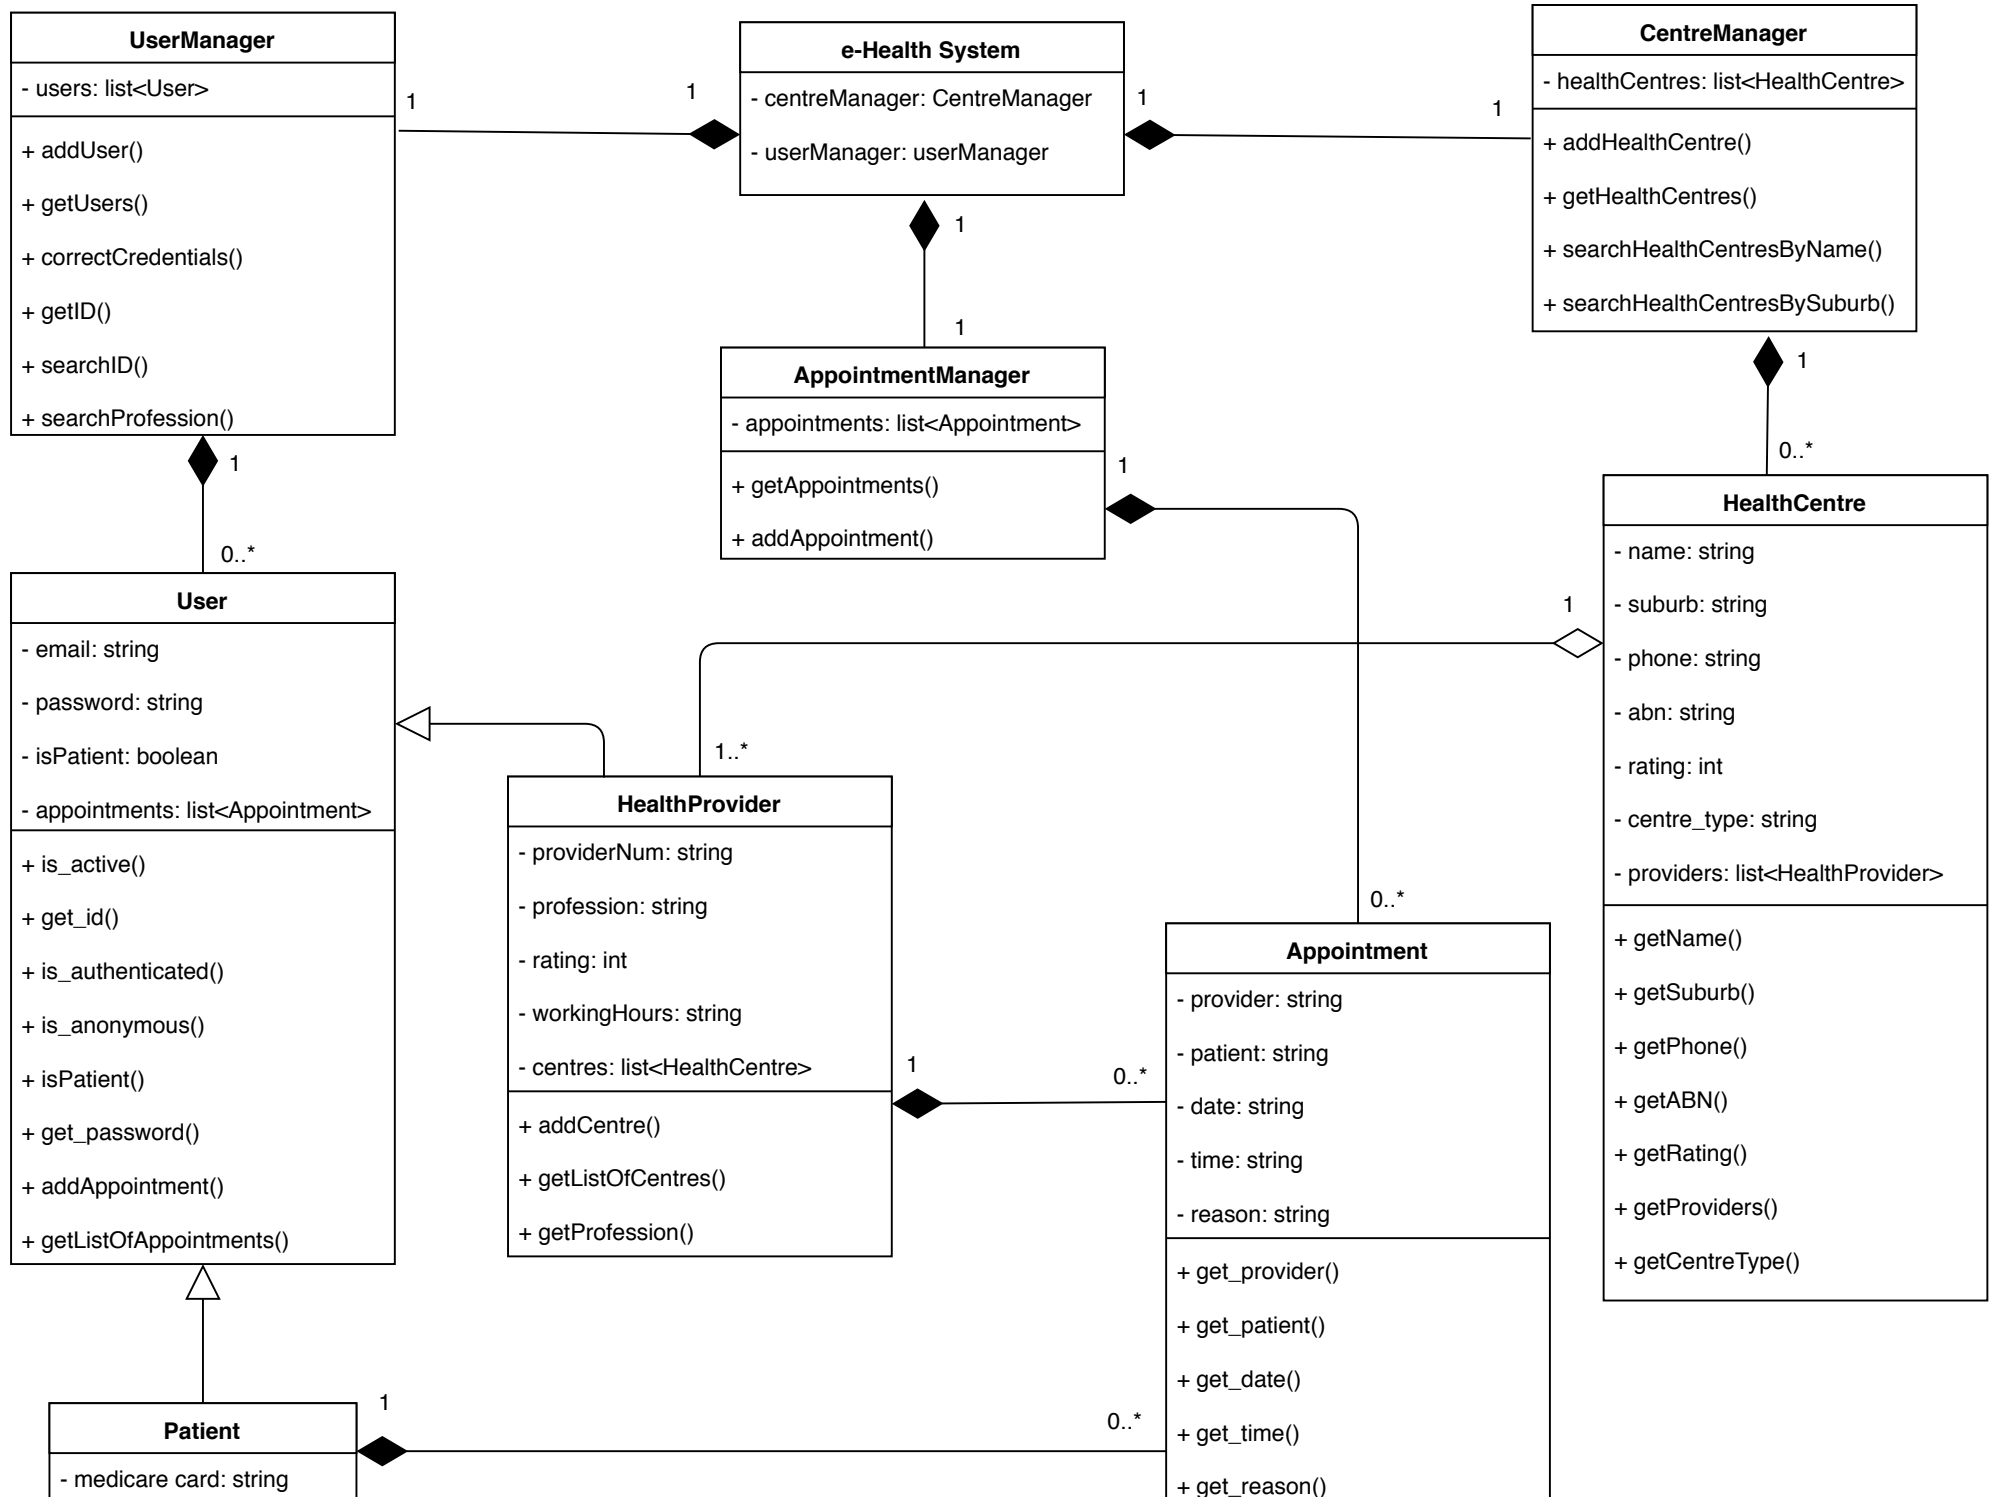 UserManager
- users: list<User>
+ addUser()
+ getUsers()
+ correctCredentials()
+ getID()
+ searchID()
+ searchProfession()
1
1
e-Health System
- centreManager: CentreManager
- userManager: userManager
1
1
CentreManager
- healthCentres: list<HealthCentre>
+ addHealthCentre()
+ getHealthCentres()
+ searchHealthCentresByName()
+ searchHealthCentresBySuburb()
1
1
AppointmentManager
- appointments: list<Appointment>
+ getAppointments()
+ addAppointment()
1
1
0..*
1
0..*
User
- email: string
- password: string
- isPatient: boolean
- appointments: list<Appointment>
+ is_active()
+ get_id()
+ is_authenticated()
+ is_anonymous()
+ isPatient()
+ get_password()
+ addAppointment()
+ getListOfAppointments()
1
1..*
HealthProvider
- providerNum: string
- profession: string
- rating: int
- workingHours: string
- centres: list<HealthCentre>
+ addCentre()
+ getListOfCentres()
+ getProfession()
1
0..*
0..*
Appointment
- provider: string
- patient: string
- date: string
- time: string
- reason: string
+ get_provider()
+ get_patient()
+ get_date()
+ get_time()
+ get_reason()
HealthCentre
- name: string
- suburb: string
- phone: string
- abn: string
- rating: int
- centre_type: string
- providers: list<HealthProvider>
+ getName()
+ getSuburb()
+ getPhone()
+ getABN()
+ getRating()
+ getProviders()
+ getCentreType()
Patient
- medicare card: string
1
0..*